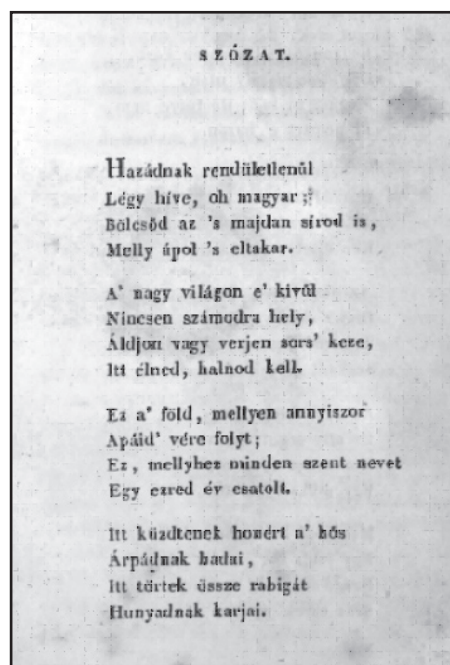 SZÓZAT.
Hazádnak rendületlenűl
Légy híve, oh magyar;
Bölcsőd az 's majdan sírod is,
Melly ápol 's eltakar.
A' nagy világon e' kivűl
Nincsen számodra hely,
Áldjon vagy verjen sors' keze,
Itt élned, halnod kell.
Ez a' föld, mellyen annyiszor
Apáid' vére folyt;
Ez, mellyhez minden szent nevet
Egy ezred év csatolt.
Itt küzdtenek honért a' hős
Árpádnak hadai,
Itt törtek össze rabigát
Hunyadnak karjai.